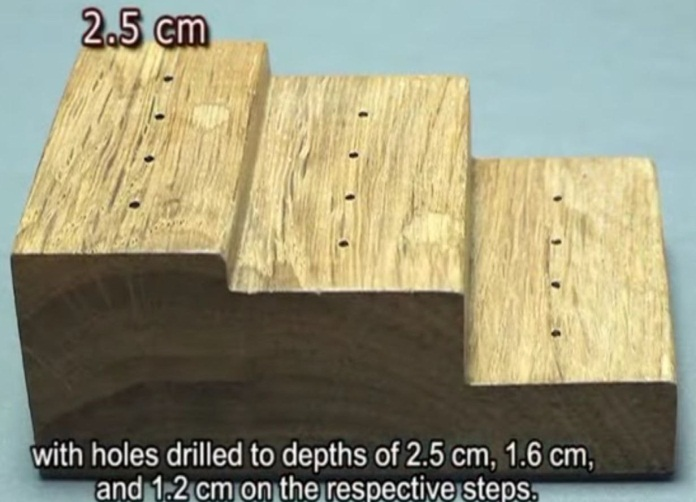 2.5 cm
with holes drilled to depths of 2.5 cm, 1.6 cm,
and 1.2 cm on the respective steps.